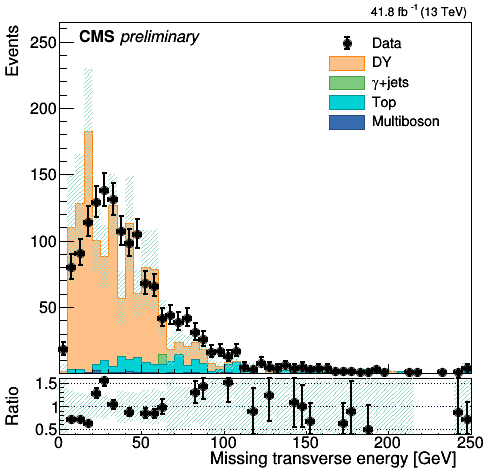 41.8 fb⁻¹ (13 TeV)
CMS preliminary
Data
DY
γ+jets
Top
Multiboson
Events
250
200
150
100
50
Ratio
1.5
1
0.5
0 50 100 150 200 250
Missing transverse energy [GeV]